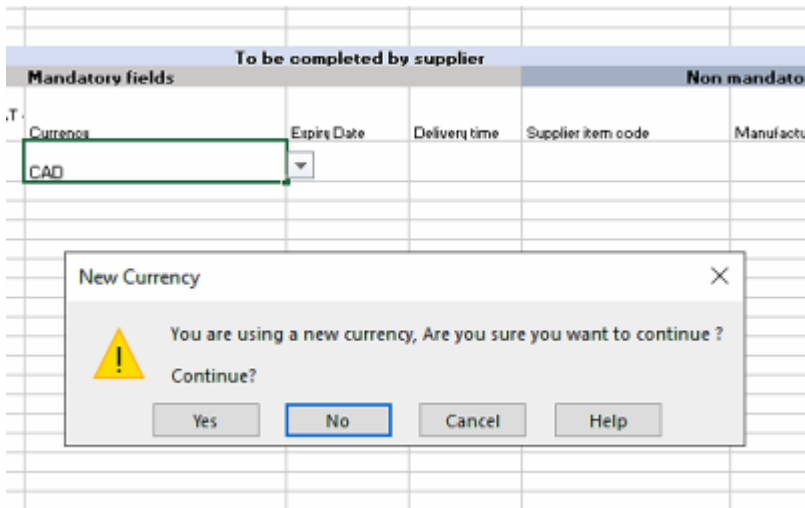 To be completed by supplier
Mandatory fields
Non mandato
.T.
Currency
Expiry Date
Delivery time
Supplier item code
Manufactu
CAD
New Currency
You are using a new currency, Are you sure you want to continue ?
Continue?
Yes
No
Cancel
Help